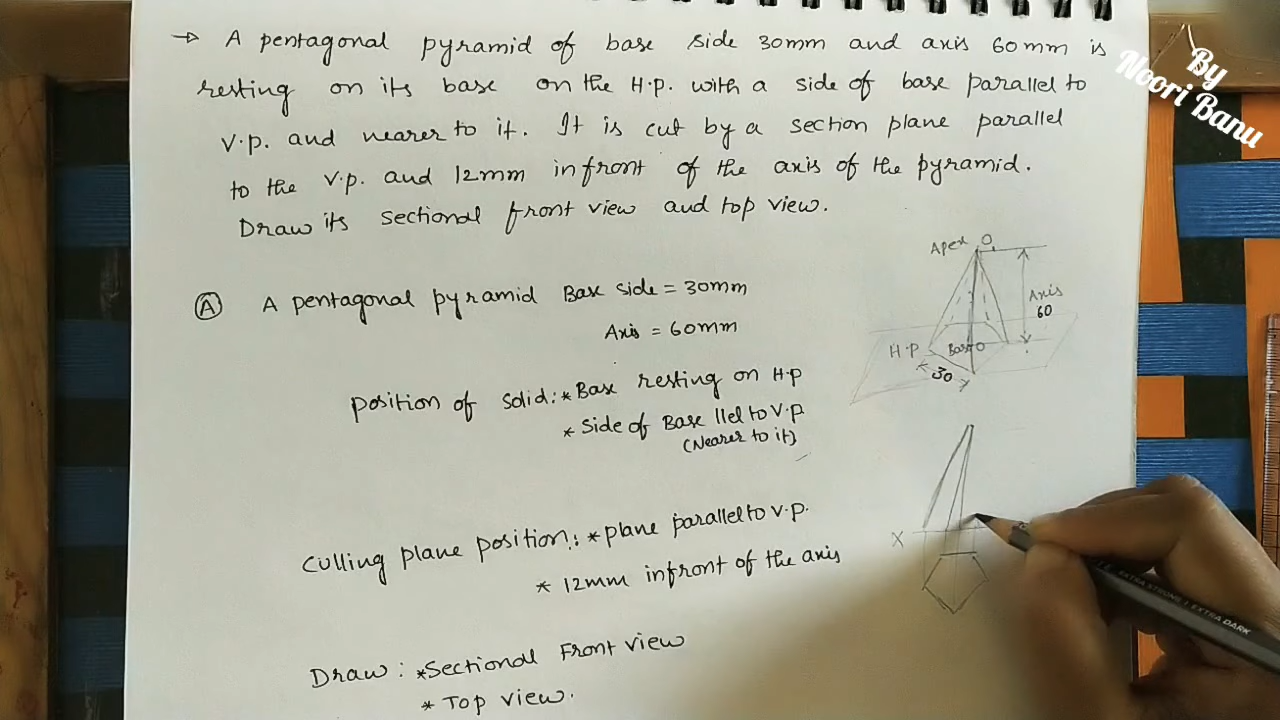 → A pentagonal pyramid of base side 30mm and axis 60mm is
resting on its base on the H.P. with a side of base parallel to
V.P. and nearer to it. It is cut by a section plane parallel
to the V.P. and 12mm infront of the axis of the pyramid.
Draw its sectional front view and top view.
By
Noori Banu
Apex O,
Axis
60
H.P
Base O
30
A A pentagonal pyramid Base side = 30mm
Axis = 60mm
position of solid: * Base resting on H.P
* Side of Base llel to V.P.
(Nearer to it)
Culling plane position: * plane parallel to V.P.
* 12mm infront of the axis
X
Draw: * Sectional Front view
* Top view.
EXTRA STRONG | EXTRA DARK